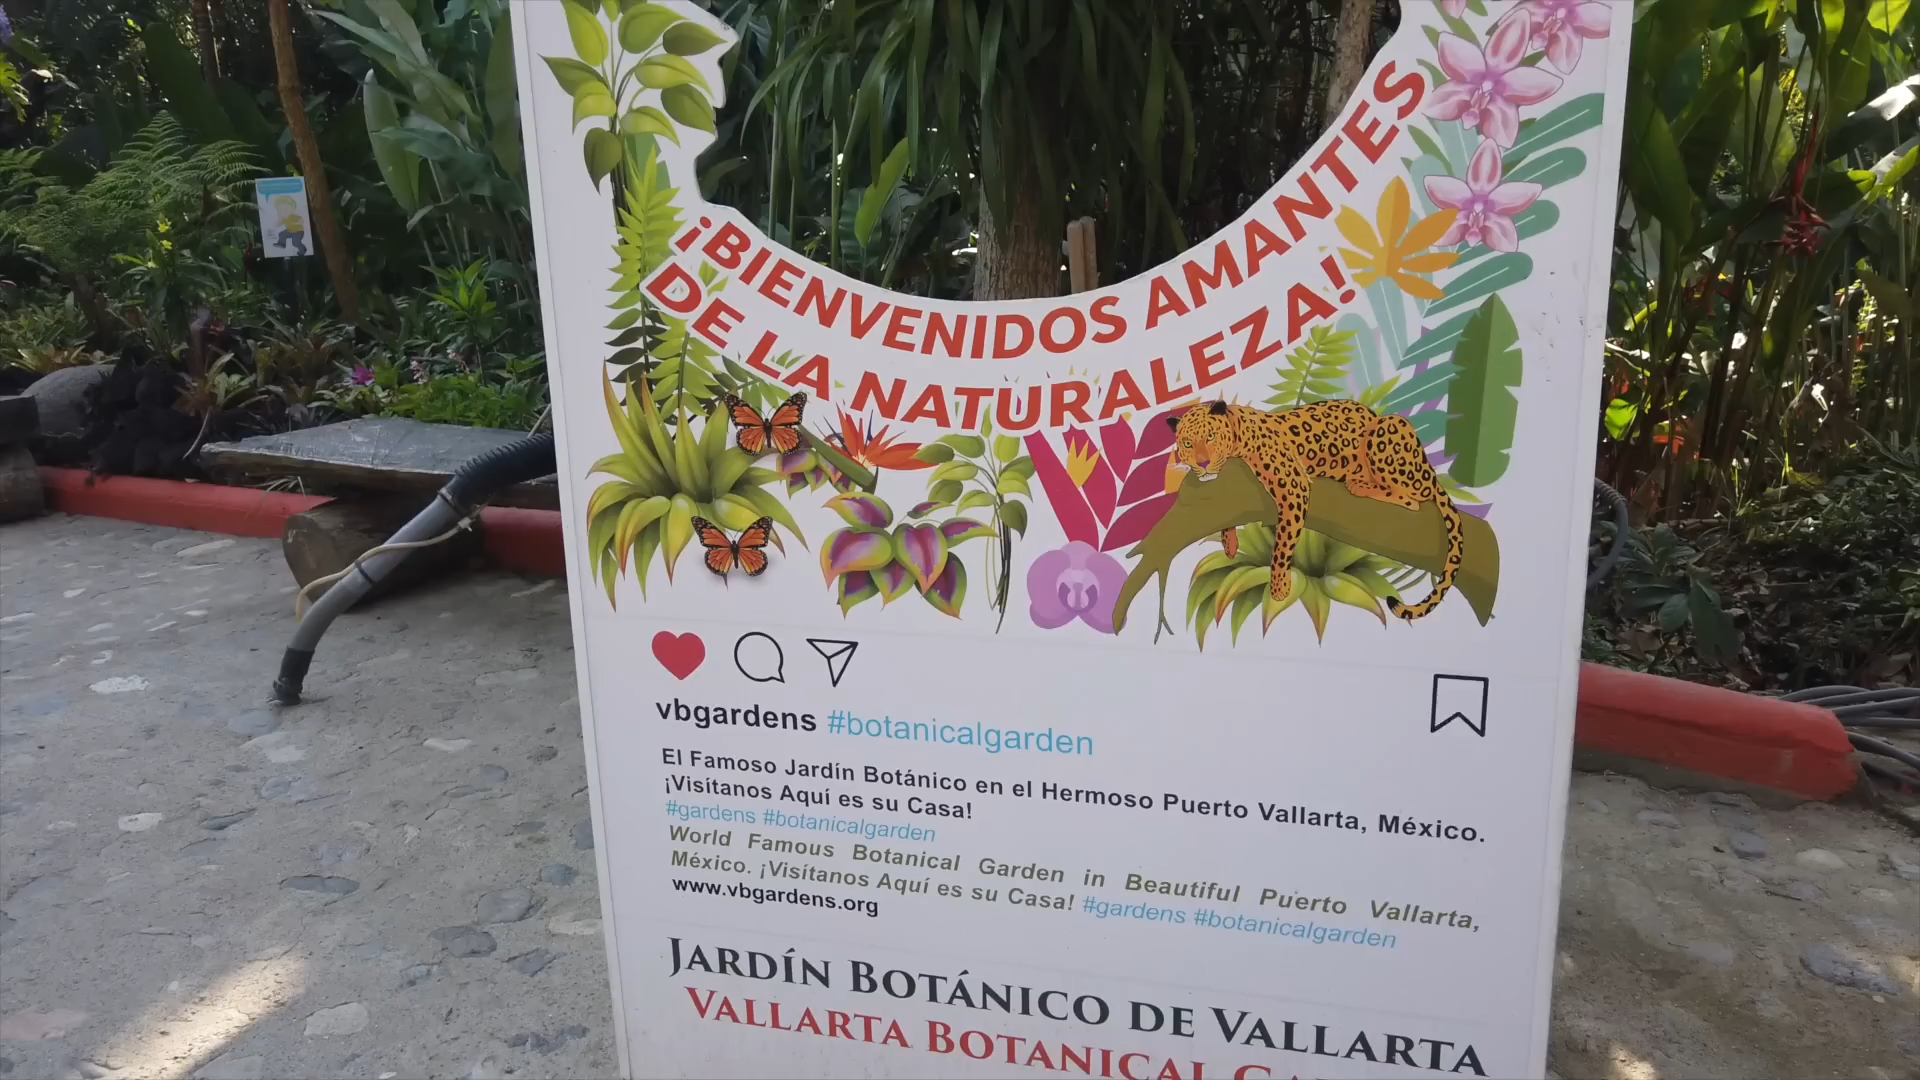 ¡BIENVENIDOS AMANTES
DE LA NATURALEZA!
vbgardens #botanicalgarden
El Famoso Jardín Botánico en el Hermoso Puerto Vallarta, México.
¡Visítanos Aquí es su Casa!
#gardens #botanicalgarden
World Famous Botanical Garden in Beautiful Puerto Vallarta,
México. ¡Visítanos Aquí es su Casa! #gardens #botanicalgarden
www.vbgardens.org
JARDÍN BOTÁNICO DE VALLARTA
VALLARTA BOTANICAL